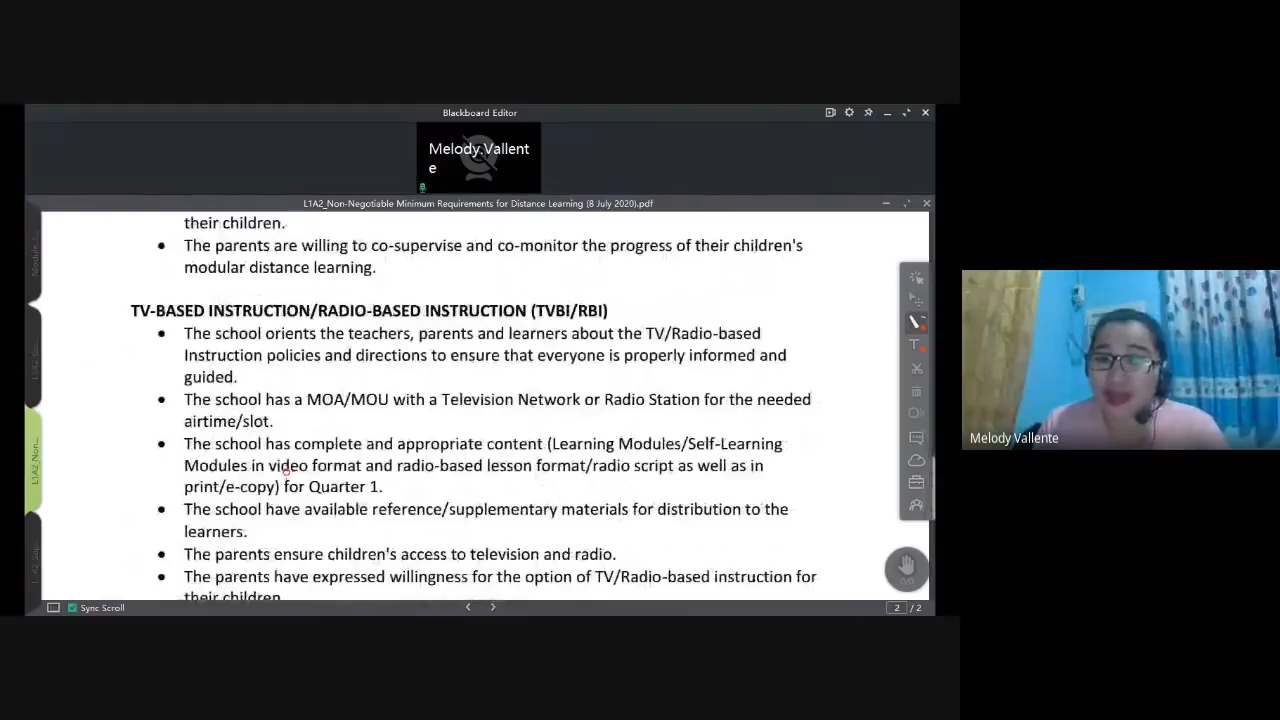 Blackboard Editor
Melody.Vallent
e
L1A2_Non-Negotiable Minimum Requirements for Distance Learning (8 July 2020).pdf
their children.
• The parents are willing to co-supervise and co-monitor the progress of their children's
modular distance learning.
TV-BASED INSTRUCTION/RADIO-BASED INSTRUCTION (TVBI/RBI)
• The school orients the teachers, parents and learners about the TV/Radio-based
Instruction policies and directions to ensure that everyone is properly informed and
guided.
• The school has a MOA/MOU with a Television Network or Radio Station for the needed
airtime/slot.
• The school has complete and appropriate content (Learning Modules/Self-Learning
Modules in video format and radio-based lesson format/radio script as well as in
print/e-copy) for Quarter 1.
• The school have available reference/supplementary materials for distribution to the
learners.
• The parents ensure children's access to television and radio.
• The parents have expressed willingness for the option of TV/Radio-based instruction for
their children
L1A2_Non...
0/0
Sync Scroll
2 / 2
Melody Vallente